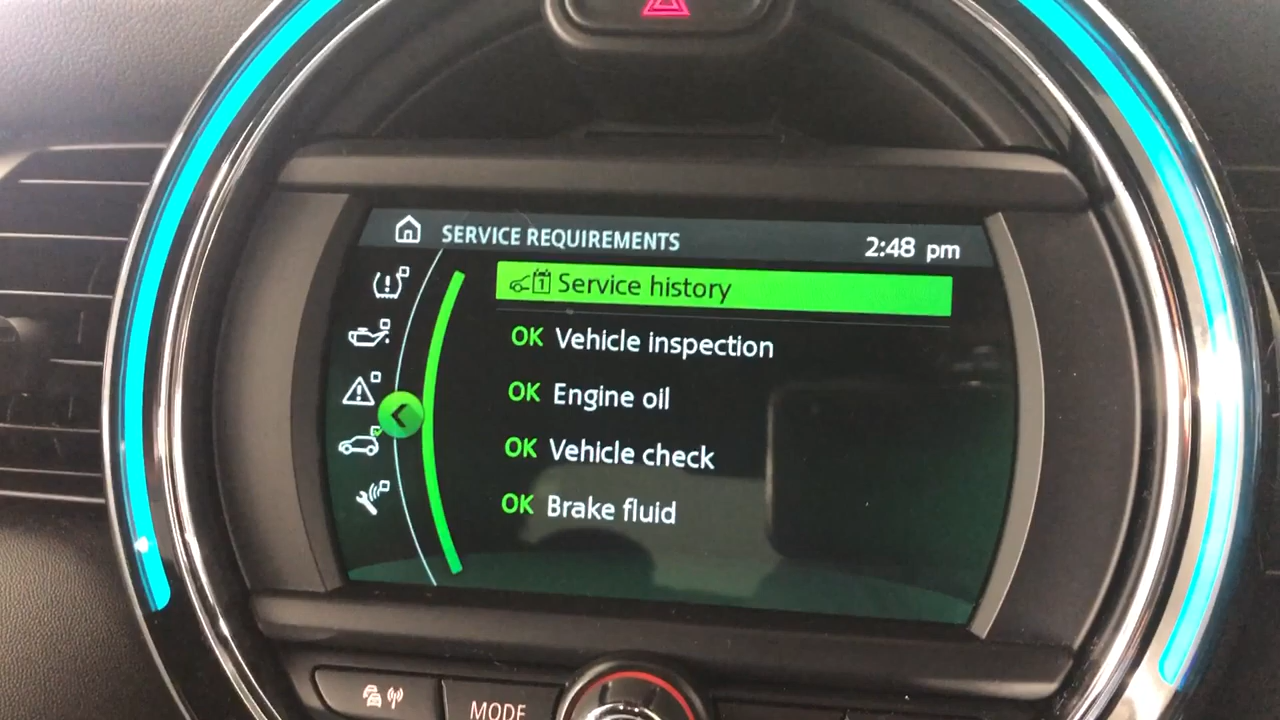 SERVICE REQUIREMENTS 2:48 pm
1 Service history
OK Vehicle inspection
OK Engine oil
OK Vehicle check
OK Brake fluid
MODE